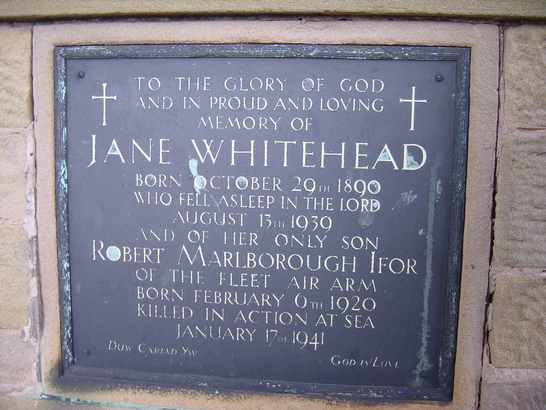 TO THE GLORY OF GOD
AND IN PROUD AND LOVING
MEMORY OF
JANE WHITEHEAD
BORN OCTOBER 29TH 1890
WHO FELL ASLEEP IN THE LORD
AUGUST 13TH 1939
AND OF HER ONLY SON
ROBERT MARLBOROUGH IFOR
OF THE FLEET AIR ARM
BORN FEBRUARY 6TH 1920
KILLED IN ACTION AT SEA
JANUARY 17TH 1941
DUW CARIAD YW GOD IS LOVE